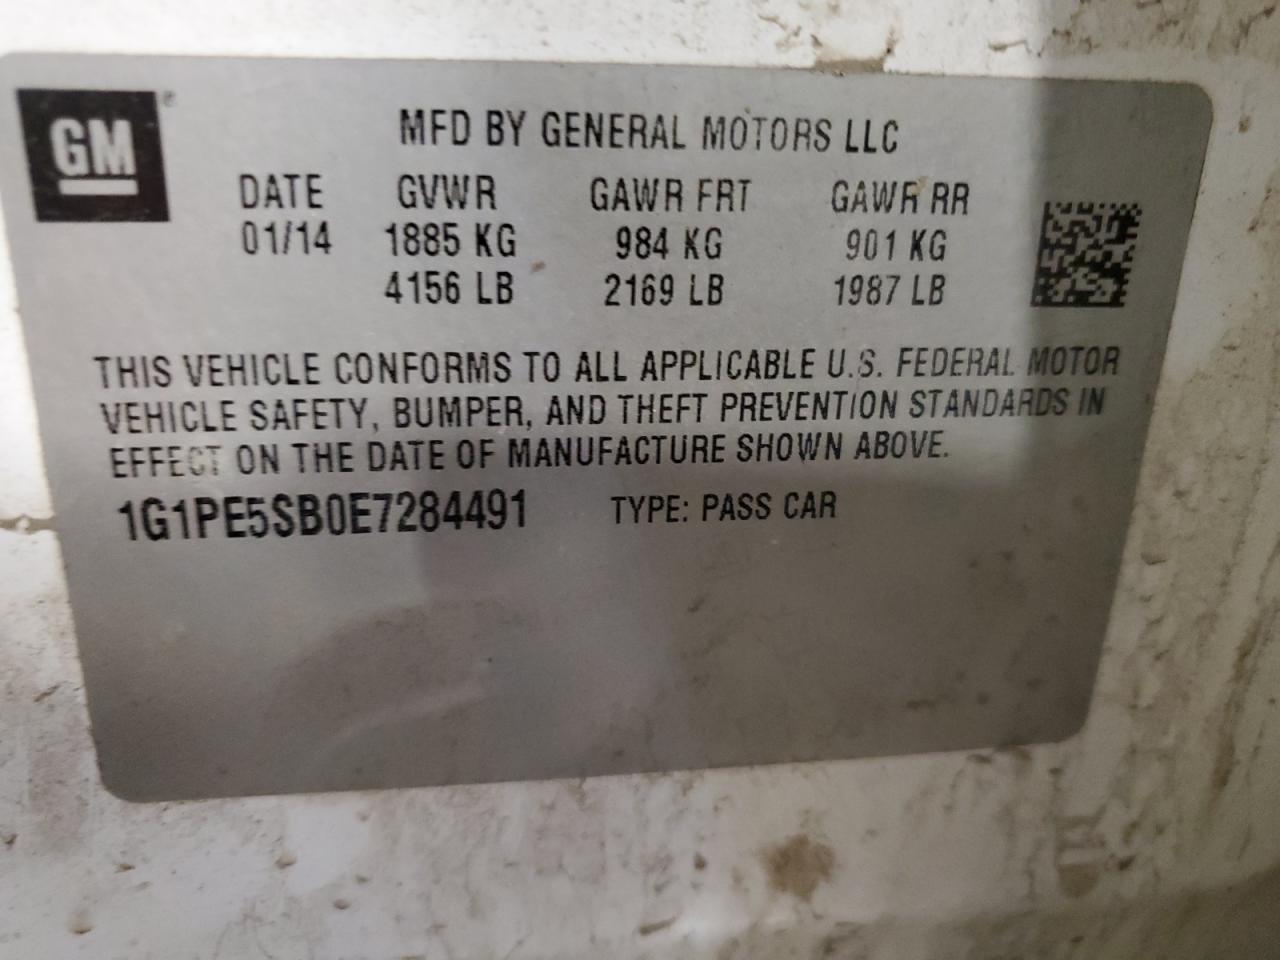 GM®
MFD BY GENERAL MOTORS LLC
DATE GVWR GAWR FRT GAWR RR
01/14 1885 KG 984 KG 901 KG
4156 LB 2169 LB 1987 LB
THIS VEHICLE CONFORMS TO ALL APPLICABLE U.S. FEDERAL MOTOR
VEHICLE SAFETY, BUMPER, AND THEFT PREVENTION STANDARDS IN
EFFECT ON THE DATE OF MANUFACTURE SHOWN ABOVE.
1G1PE5SB0E7284491 TYPE: PASS CAR